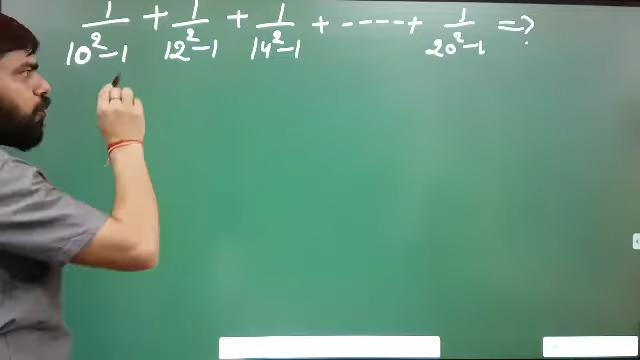 1/(10²-1) + 1/(12²-1) + 1/(14²-1) + ----- + 1/(20²-1) => ?